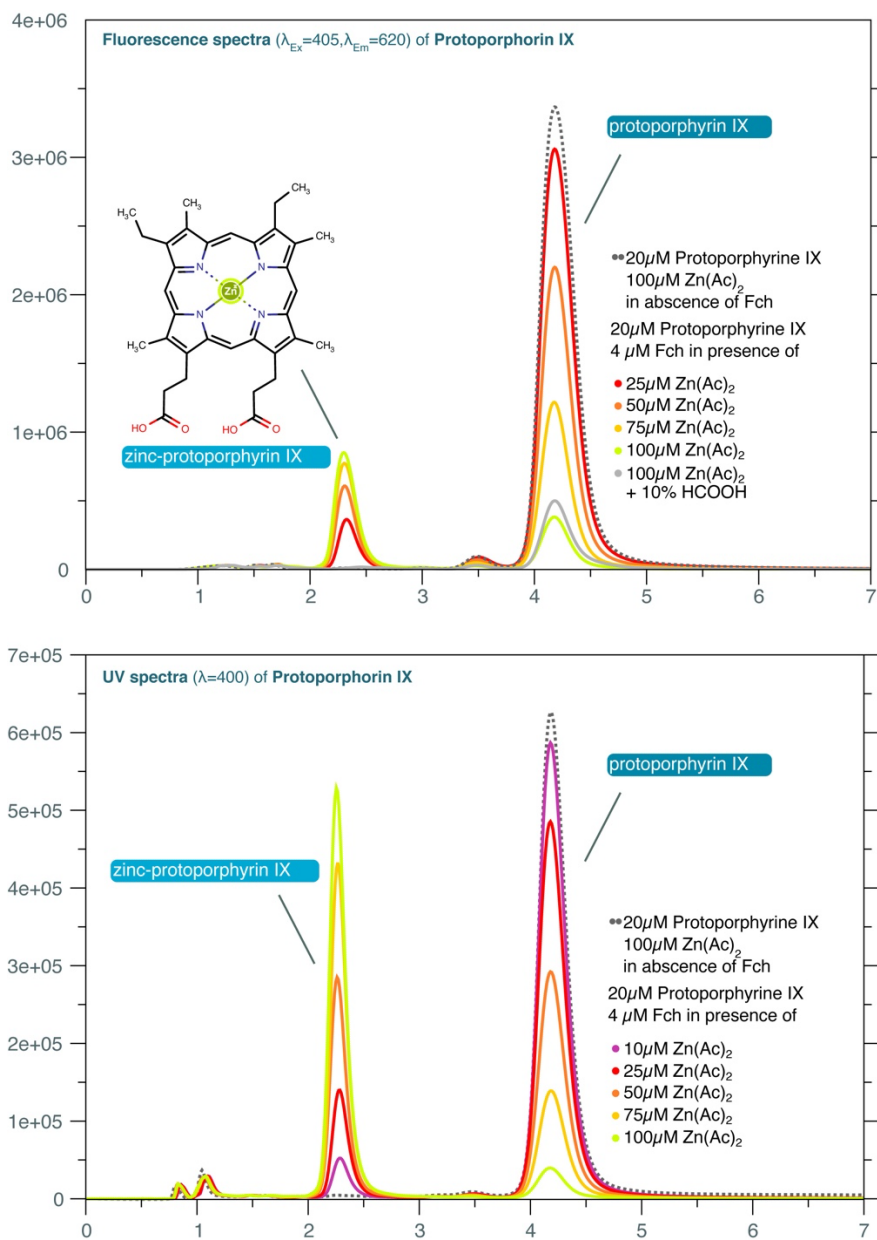 4e+06
Fluorescence spectra (λEx=405,λEm=620) of Protoporphorin IX
protoporphyrin IX
3e+06
H₃C
CH₃
CH₃
H₃C
CH₃
N
N
Zn
N
N
H₃C
CH₃
HO
O
HO
O
zinc-protoporphyrin IX
20µM Protoporphyrine IX
100µM Zn(Ac)₂
in abscence of Fch
2e+06
20µM Protoporphyrine IX
4 µM Fch in presence of
25µM Zn(Ac)₂
50µM Zn(Ac)₂
75µM Zn(Ac)₂
100µM Zn(Ac)₂
100µM Zn(Ac)₂
+ 10% HCOOH
1e+06
0
0 1 2 3 4 5 6 7
7e+05
UV spectra (λ=400) of Protoporphorin IX
6e+05
protoporphyrin IX
5e+05
zinc-protoporphyrin IX
4e+05
20µM Protoporphyrine IX
100µM Zn(Ac)₂
in abscence of Fch
3e+05
20µM Protoporphyrine IX
4 µM Fch in presence of
2e+05
10µM Zn(Ac)₂
25µM Zn(Ac)₂
50µM Zn(Ac)₂
75µM Zn(Ac)₂
100µM Zn(Ac)₂
1e+05
0
0 1 2 3 4 5 6 7